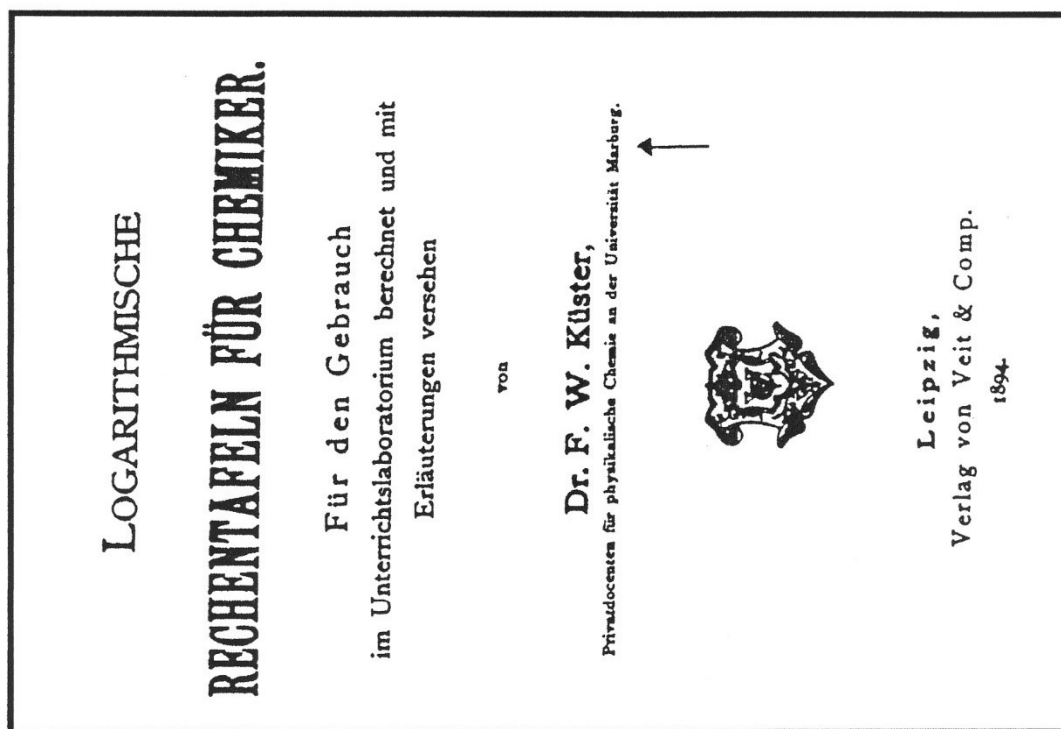 LOGARITHMISCHE
RECHENTAFELN FÜR CHEMIKER.
Für den Gebrauch
im Unterrichtslaboratorium berechnet und mit
Erläuterungen versehen
von
Dr. F. W. Küster,
Privatdocenten für physikalische Chemie an der Universität Marburg.
Leipzig,
Verlag von Veit & Comp.
1894.